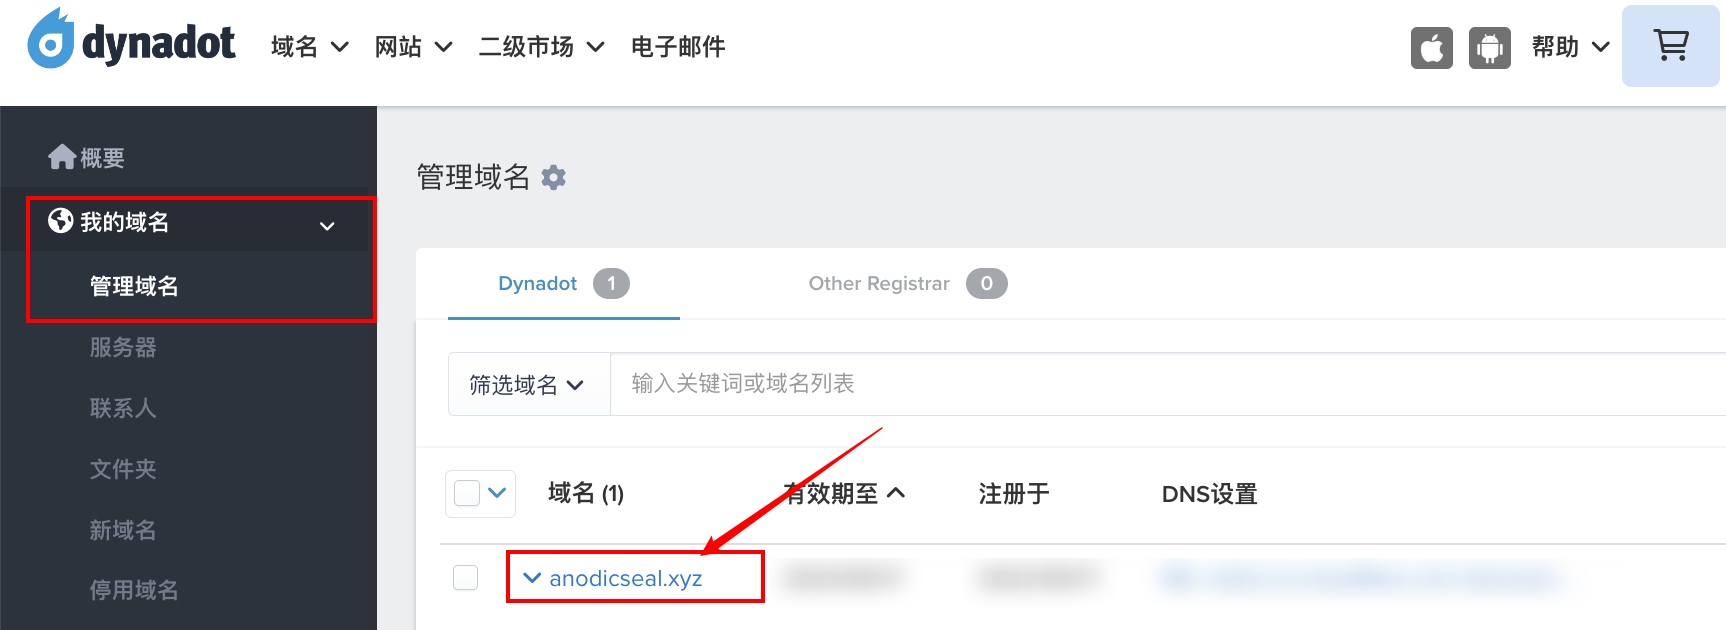 dynadot
域名 网站 二级市场 电子邮件 帮助
概要
我的域名
管理域名
服务器
联系人
文件夹
新域名
停用域名
管理域名
Dynadot 1 Other Registrar 0
筛选域名 输入关键词或域名列表
域名 (1) 有效期至 注册于 DNS设置
anodicseal.xyz